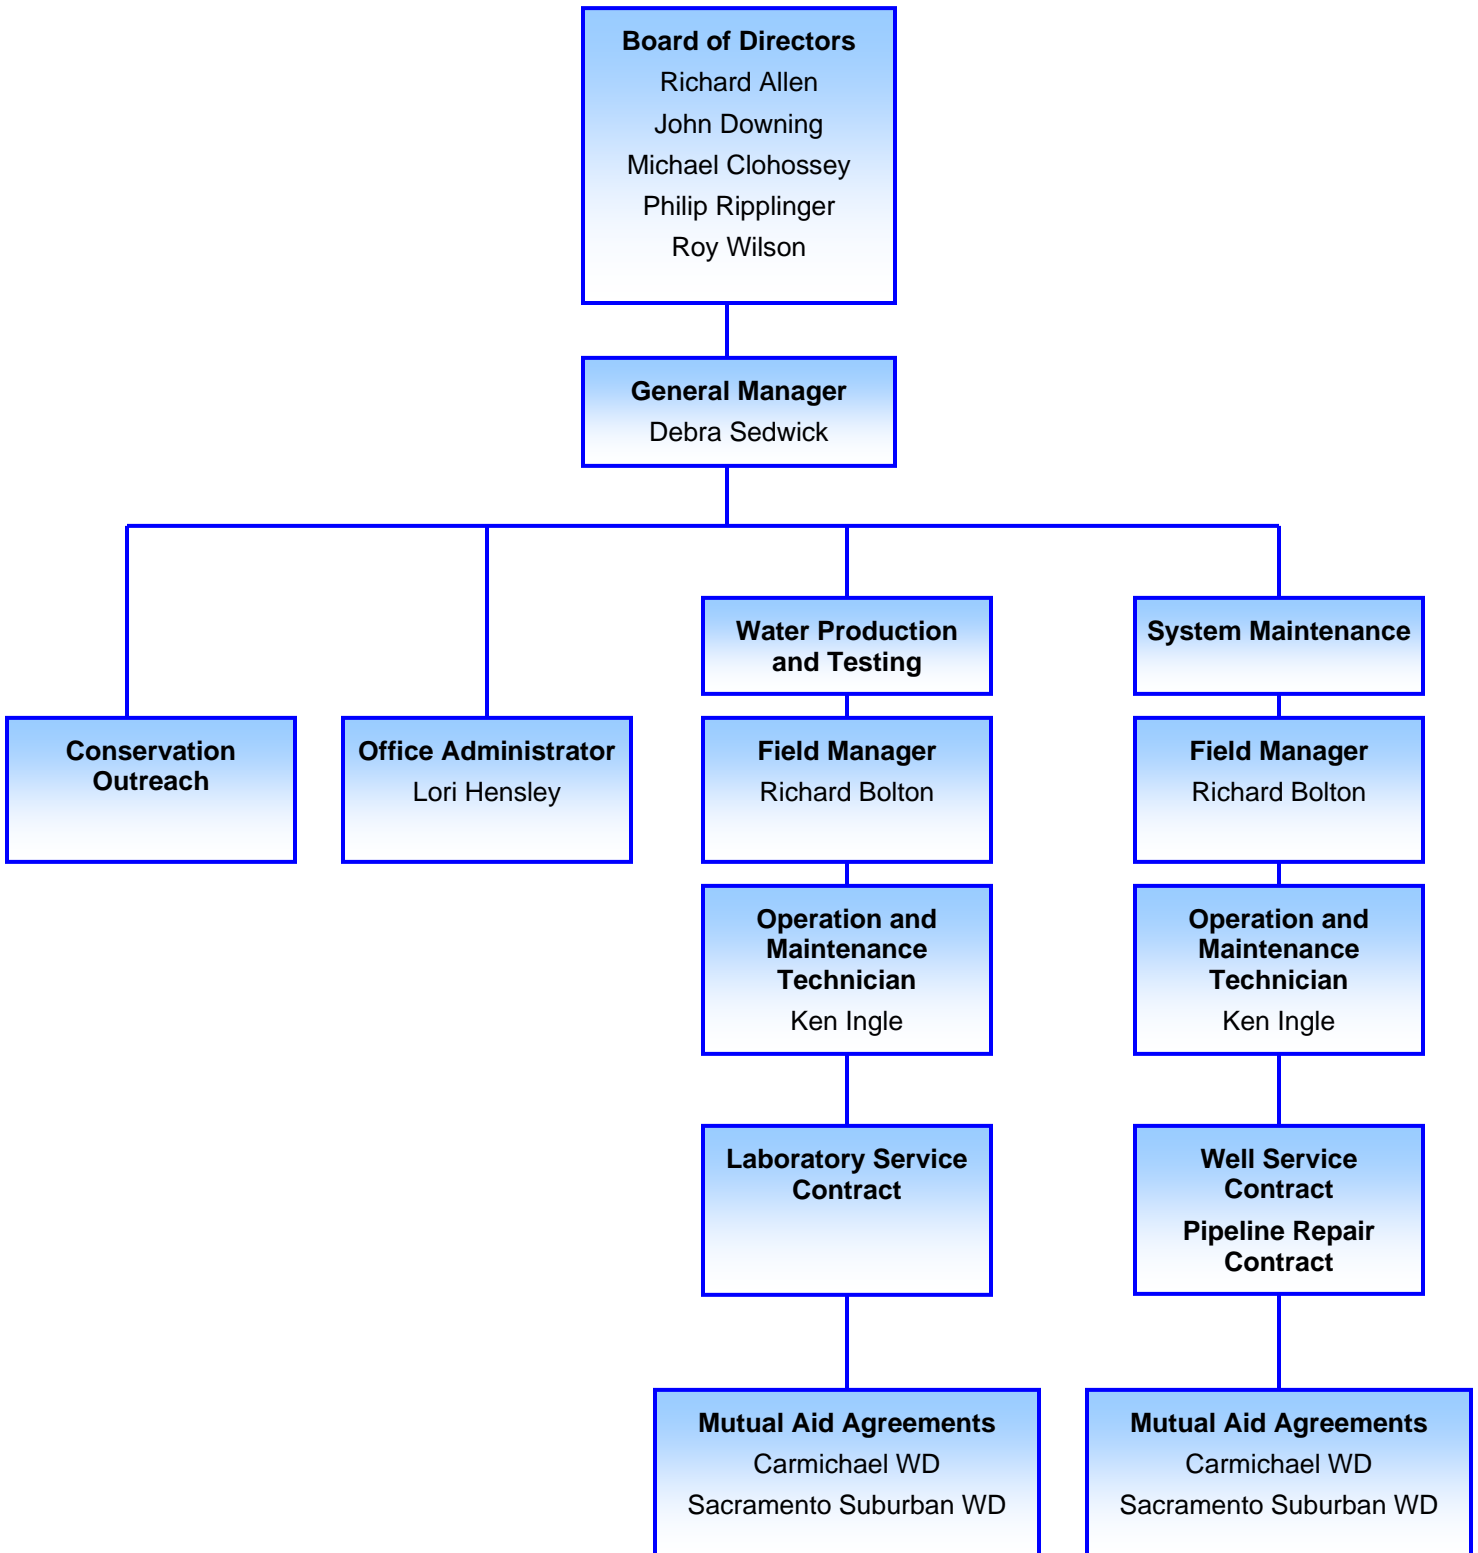 Board of Directors
Richard Allen
John Downing
Michael Clohossey
Philip Ripplinger
Roy Wilson
General Manager
Debra Sedwick
Conservation
Outreach
Office Administrator
Lori Hensley
Water Production
and Testing
Field Manager
Richard Bolton
Operation and
Maintenance
Technician
Ken Ingle
Laboratory Service
Contract
Mutual Aid Agreements
Carmichael WD
Sacramento Suburban WD
System Maintenance
Field Manager
Richard Bolton
Operation and
Maintenance
Technician
Ken Ingle
Well Service
Contract
Pipeline Repair
Contract
Mutual Aid Agreements
Carmichael WD
Sacramento Suburban WD